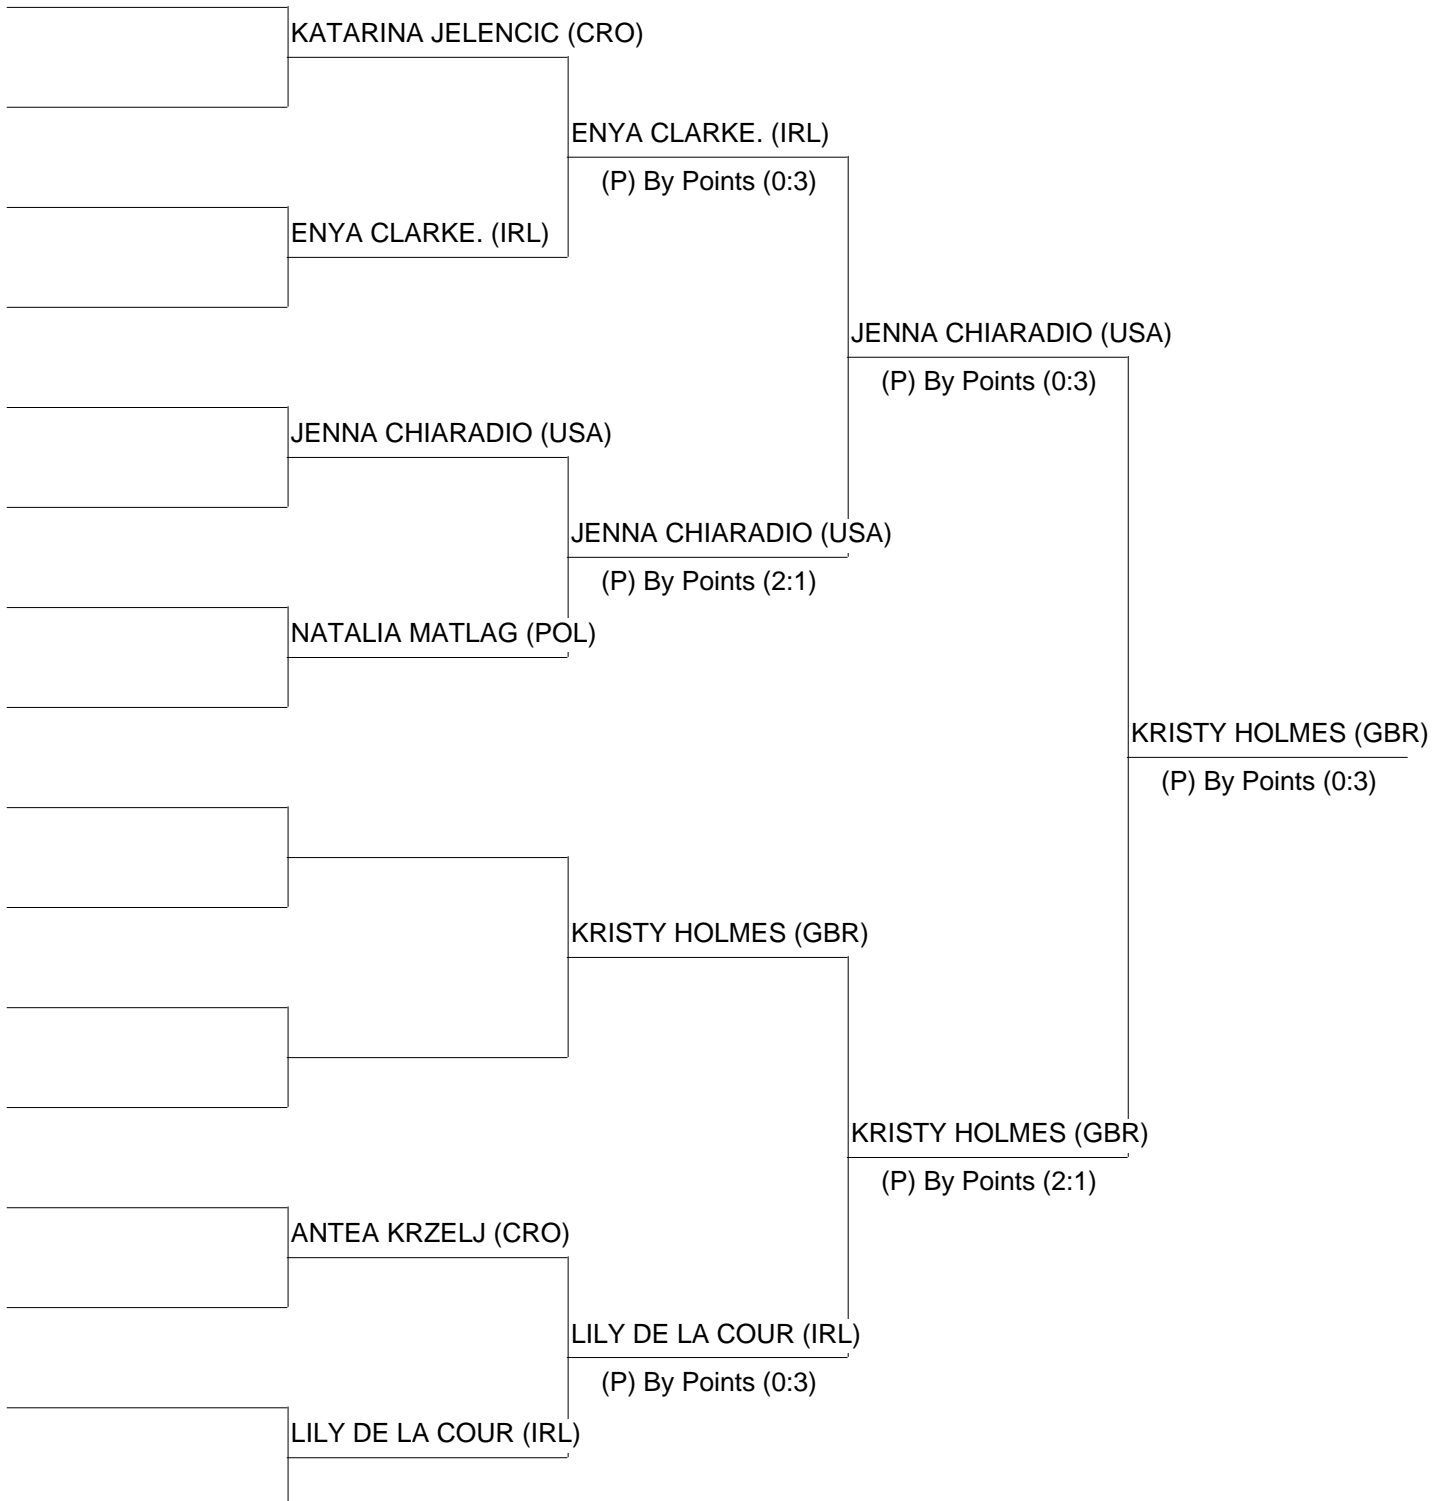 KATARINA JELENCIC (CRO)
ENYA CLARKE. (IRL)
(P) By Points (0:3)
ENYA CLARKE. (IRL)
JENNA CHIARADIO (USA)
(P) By Points (0:3)
JENNA CHIARADIO (USA)
JENNA CHIARADIO (USA)
(P) By Points (2:1)
NATALIA MATLAG (POL)
KRISTY HOLMES (GBR)
(P) By Points (0:3)
KRISTY HOLMES (GBR)
KRISTY HOLMES (GBR)
(P) By Points (2:1)
ANTEA KRZELJ (CRO)
LILY DE LA COUR (IRL)
(P) By Points (0:3)
LILY DE LA COUR (IRL)